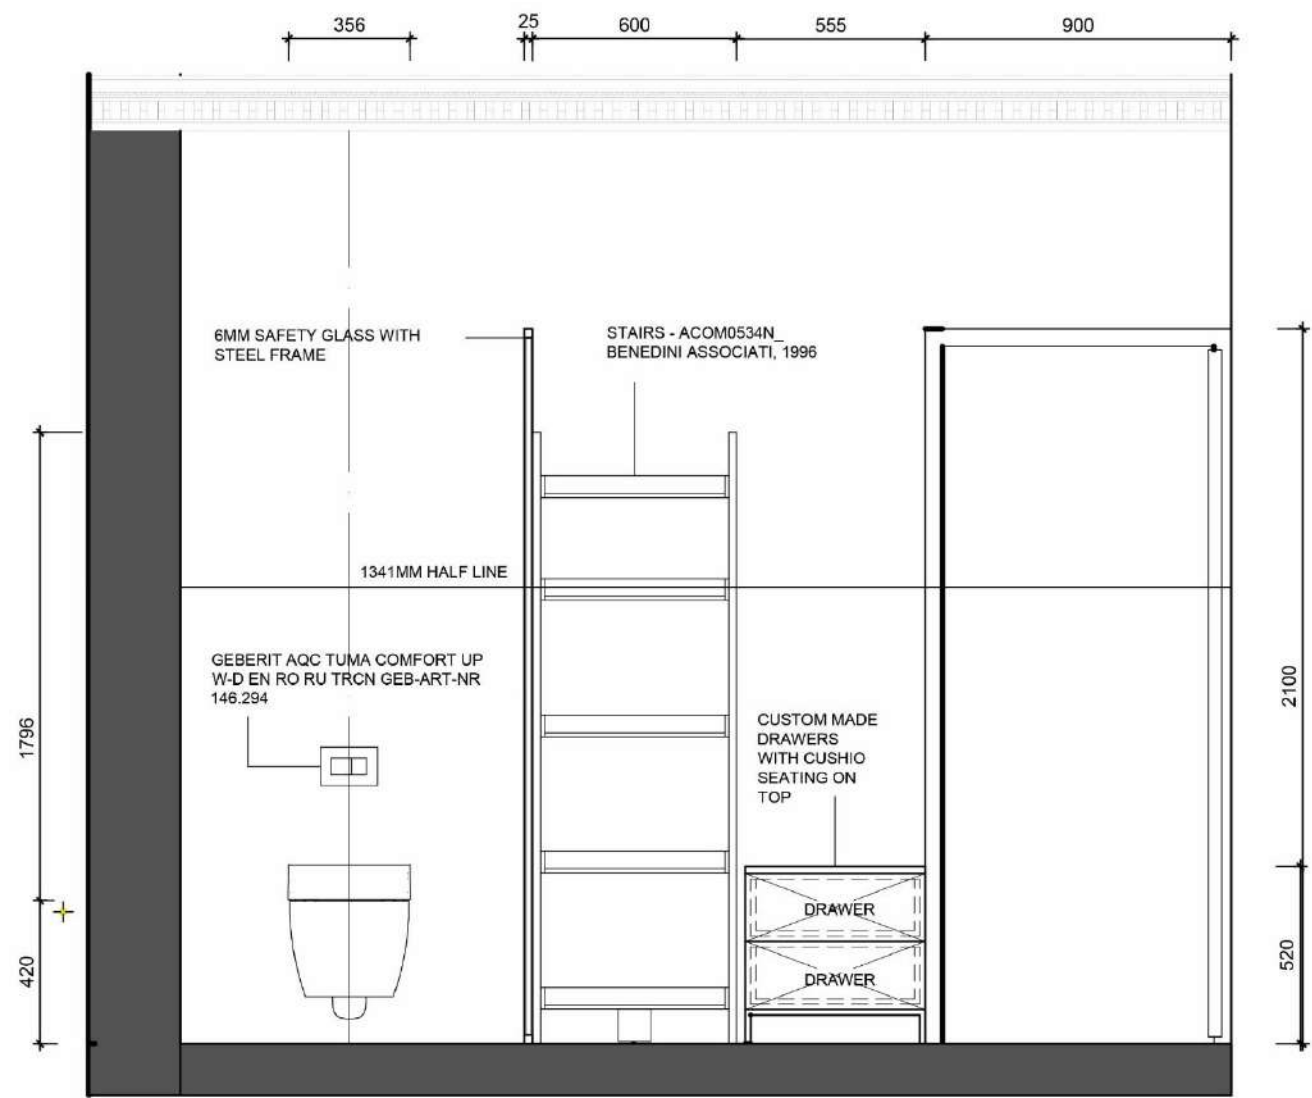 356
25
600
555
900
6MM SAFETY GLASS WITH
STEEL FRAME
STAIRS - ACOM0534N_
BENEDINI ASSOCIATI, 1996
1341MM HALF LINE
GEBERIT AQC TUMA COMFORT UP
W-D EN RO RU TRCN GEB-ART-NR
146.294
CUSTOM MADE
DRAWERS
WITH CUSHIO
SEATING ON
TOP
DRAWER
DRAWER
1796
420
2100
520